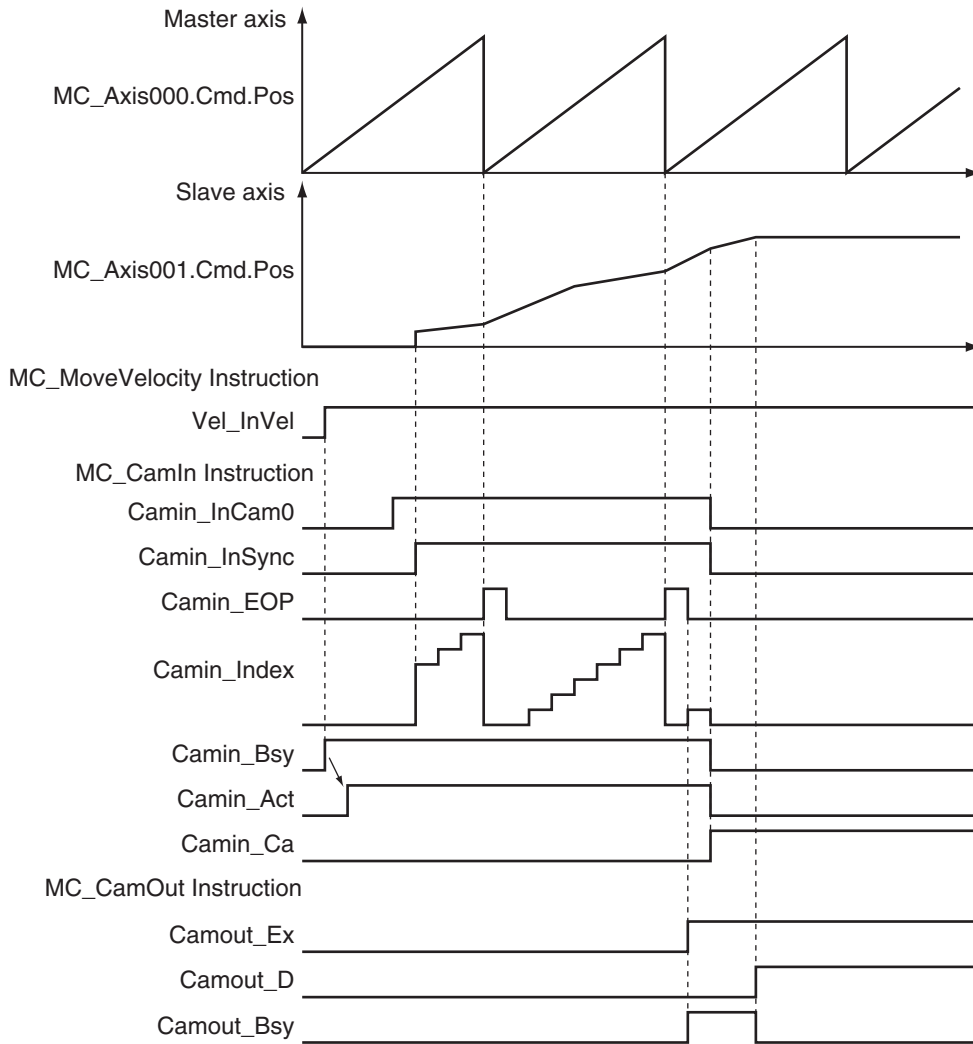 Master axis
MC_Axis000.Cmd.Pos
Slave axis
MC_Axis001.Cmd.Pos
MC_MoveVelocity Instruction
Vel_InVel
MC_CamIn Instruction
Camin_InCam0
Camin_InSync
Camin_EOP
Camin_Index
Camin_Bsy
Camin_Act
Camin_Ca
MC_CamOut Instruction
Camout_Ex
Camout_D
Camout_Bsy